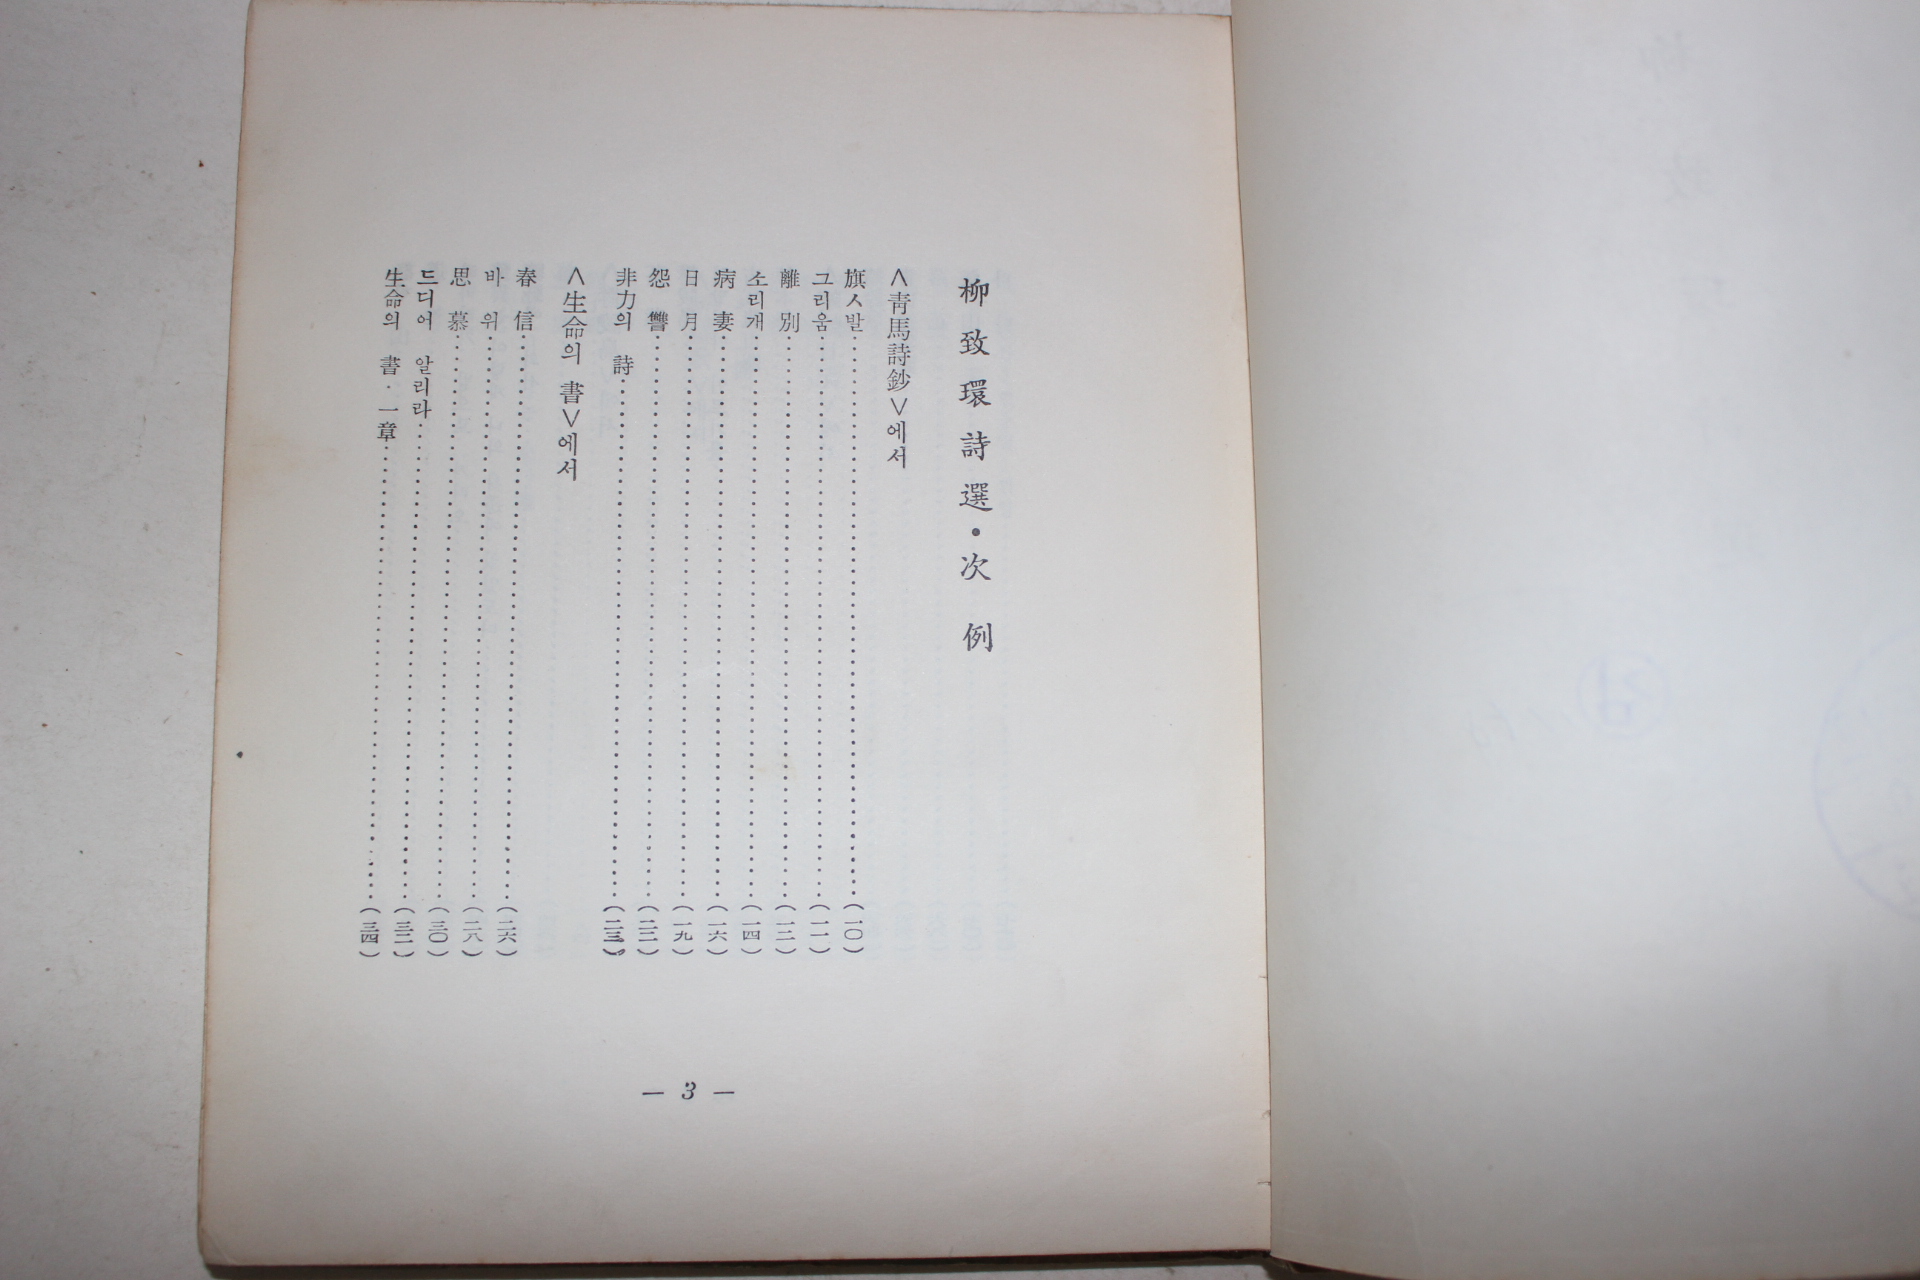 柳致環詩選・次例
<靑馬詩鈔>에서
旗ㅅ발……(一〇)
그리움……(一一)
離別……(一二)
소리개……(一四)
病妻……(一六)
日月……(一九)
怨讐……(二二)
非力의 詩……(二三)
<生命의 書>에서
春信……(二六)
바위……(二八)
思慕……(三〇)
드디어 알리라……(三二)
生命의 書・一章……(三四)
— 3 —